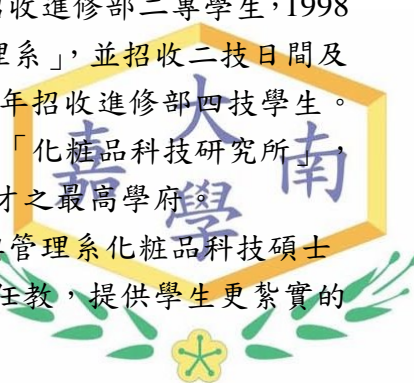 招收進修部二專學生，1998
理系」，並招收二技日間及
年招收進修部四技學生。
「化粧品科技研究所」，
才之最高學府。
管理系化粧品科技碩士
任教，提供學生更紮實的
大
嘉 南
學